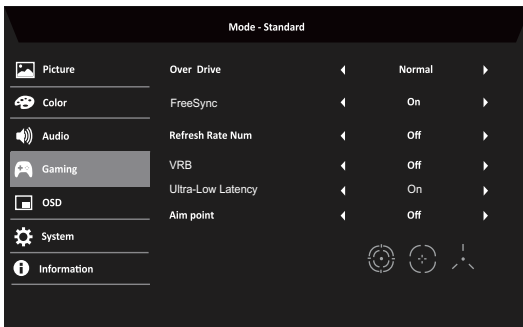 Mode - Standard
Picture
Color
Audio
Gaming
OSD
System
Information
Over Drive Normal
FreeSync On
Refresh Rate Num Off
VRB Off
Ultra-Low Latency On
Aim point Off